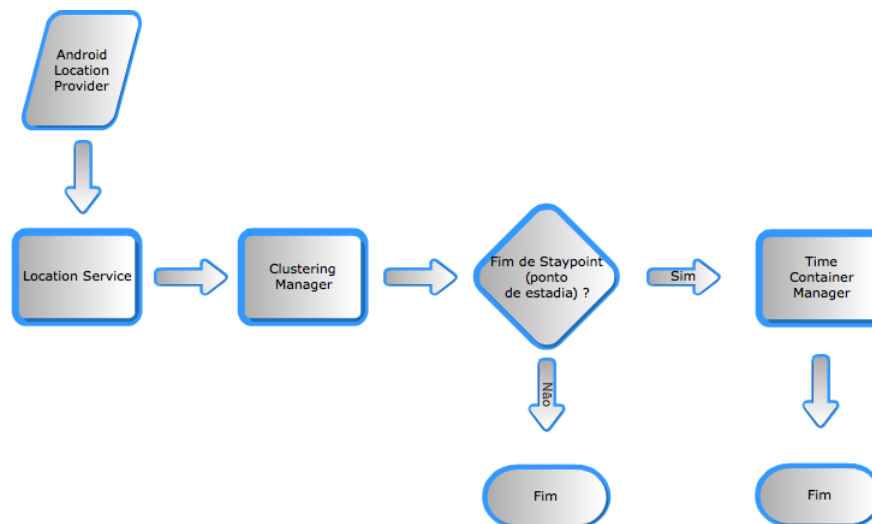 Android
Location
Provider
Location Service
Clustering
Manager
Fim de Staypoint
(ponto
de estadia) ?
Sim
Time
Container
Manager
Não
Fim
Fim